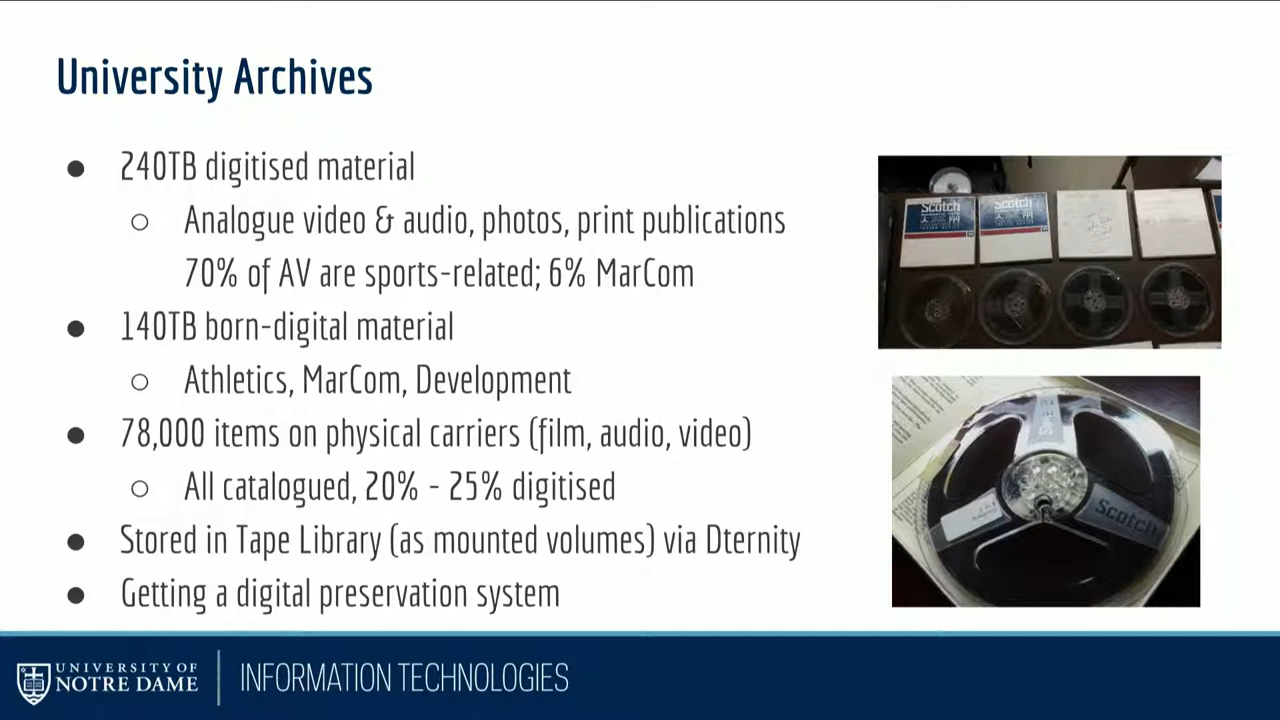 University Archives
● 240TB digitised material
○ Analogue video & audio, photos, print publications
70% of AV are sports-related; 6% MarCom
● 140TB born-digital material
○ Athletics, MarCom, Development
● 78,000 items on physical carriers (film, audio, video)
○ All catalogued, 20% - 25% digitised
● Stored in Tape Library (as mounted volumes) via Dternity
● Getting a digital preservation system
Scotch
Scotch
Scotch
UNIVERSITY OF
NOTRE DAME
INFORMATION TECHNOLOGIES